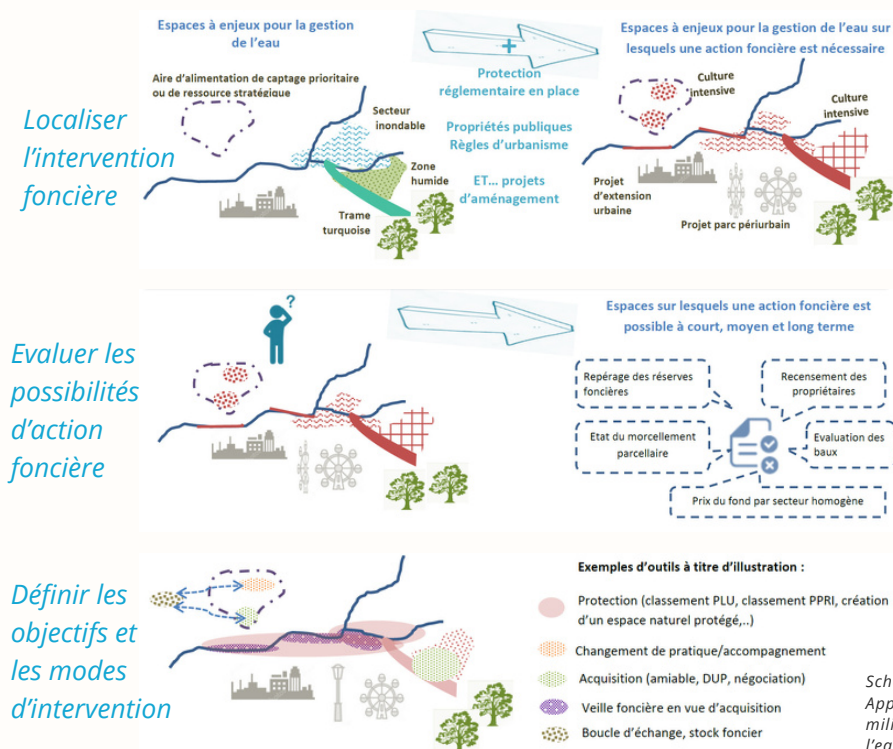 Localiser
l'intervention
foncière
Espaces à enjeux pour la gestion
de l'eau
Aire d'alimentation de captage prioritaire
ou de ressource stratégique
Secteur
inondable
Zone
humide
Trame
turquoise
+
Protection
réglementaire en place
Propriétés publiques
Règles d'urbanisme
ET... projets
d'aménagement
Espaces à enjeux pour la gestion de l'eau sur
lesquels une action foncière est nécessaire
Culture
intensive
Culture
intensive
Projet
d'extension
urbaine
Projet parc périurbain
Evaluer les
possibilités
d'action
foncière
?
Espaces sur lesquels une action foncière est
possible à court, moyen et long terme
Repérage des réserves
foncières
Recensement des
propriétaires
Etat du morcellement
parcellaire
Evaluation des
baux
Prix du fond par secteur homogène
Définir les
objectifs et
les modes
d'intervention
Exemples d'outils à titre d'illustration :
Protection (classement PLU, classement PPRI, création
d'un espace naturel protégé,..)
Changement de pratique/accompagnement
Acquisition (amiable, DUP, négociation)
Veille foncière en vue d'acquisition
Boucle d'échange, stock foncier
Sch
App
mili
l'ea